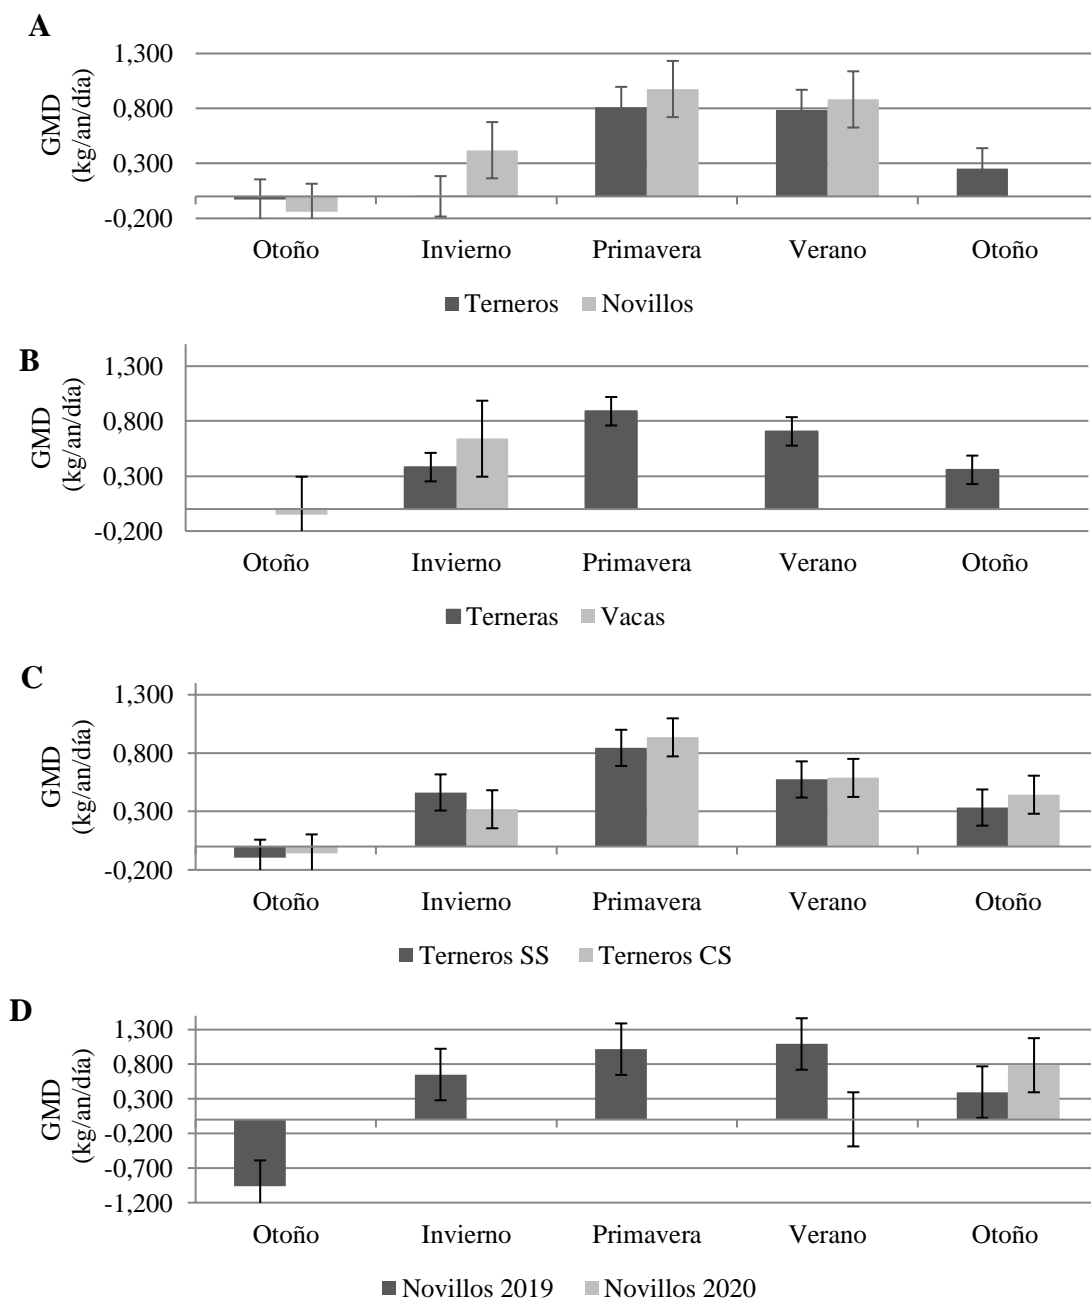 A
GMD
(kg/an/día)
1,300
0,800
0,300
-0,200
Otoño Invierno Primavera Verano Otoño
Terneros Novillos
B
GMD
(kg/an/día)
1,300
0,800
0,300
-0,200
Otoño Invierno Primavera Verano Otoño
Terneras Vacas
C
GMD
(kg/an/día)
1,300
0,800
0,300
-0,200
Otoño Invierno Primavera Verano Otoño
Terneros SS Terneros CS
D
GMD
(kg/an/día)
1,300
0,800
0,300
-0,200
-0,700
-1,200
Otoño Invierno Primavera Verano Otoño
Novillos 2019 Novillos 2020